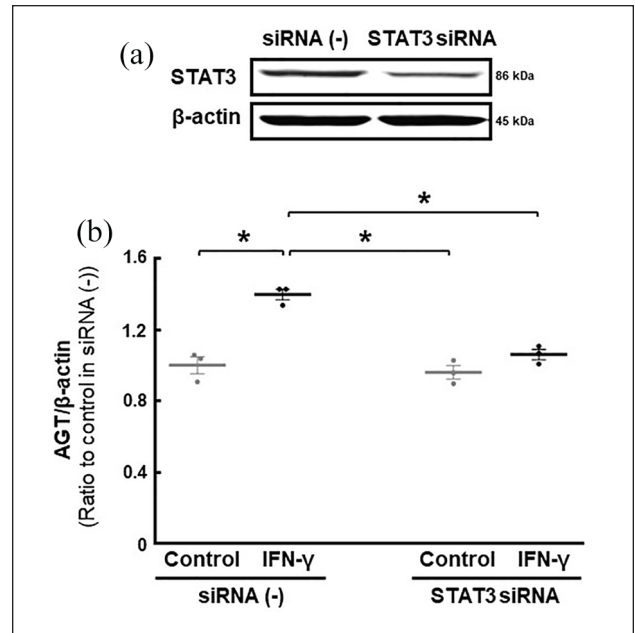 (a)
siRNA (-) STAT3 siRNA
STAT3 86 kDa
β-actin 45 kDa
(b)
*
* *
AGT/β-actin
(Ratio to control in siRNA (-))
1.6
1.2
0.8
0.4
0
Control IFN-γ Control IFN-γ
siRNA (-) STAT3 siRNA